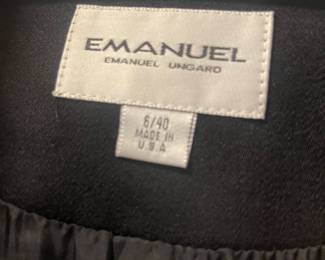 EMANUEL
EMANUEL UNGARO
6/40
MADE IN
U.S.A